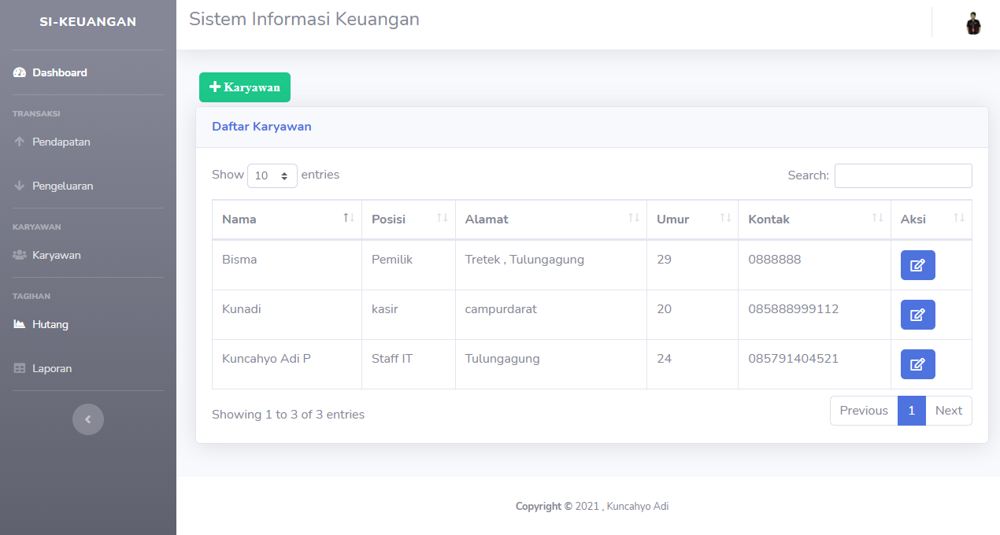 SI-KEUANGAN
Sistem Informasi Keuangan
Dashboard
TRANSAKSI
Pendapatan
Pengeluaran
KARYAWAN
Karyawan
TAGIHAN
Hutang
Laporan
Karyawan
Daftar Karyawan
Show 10 entries
Search:
Nama Posisi Alamat Umur Kontak Aksi
Bisma Pemilik Tretek , Tulungagung 29 0888888
Kunadi kasir campurdarat 20 085888999112
Kuncahyo Adi P Staff IT Tulungagung 24 085791404521
Showing 1 to 3 of 3 entries
Previous 1 Next
Copyright © 2021 , Kuncahyo Adi